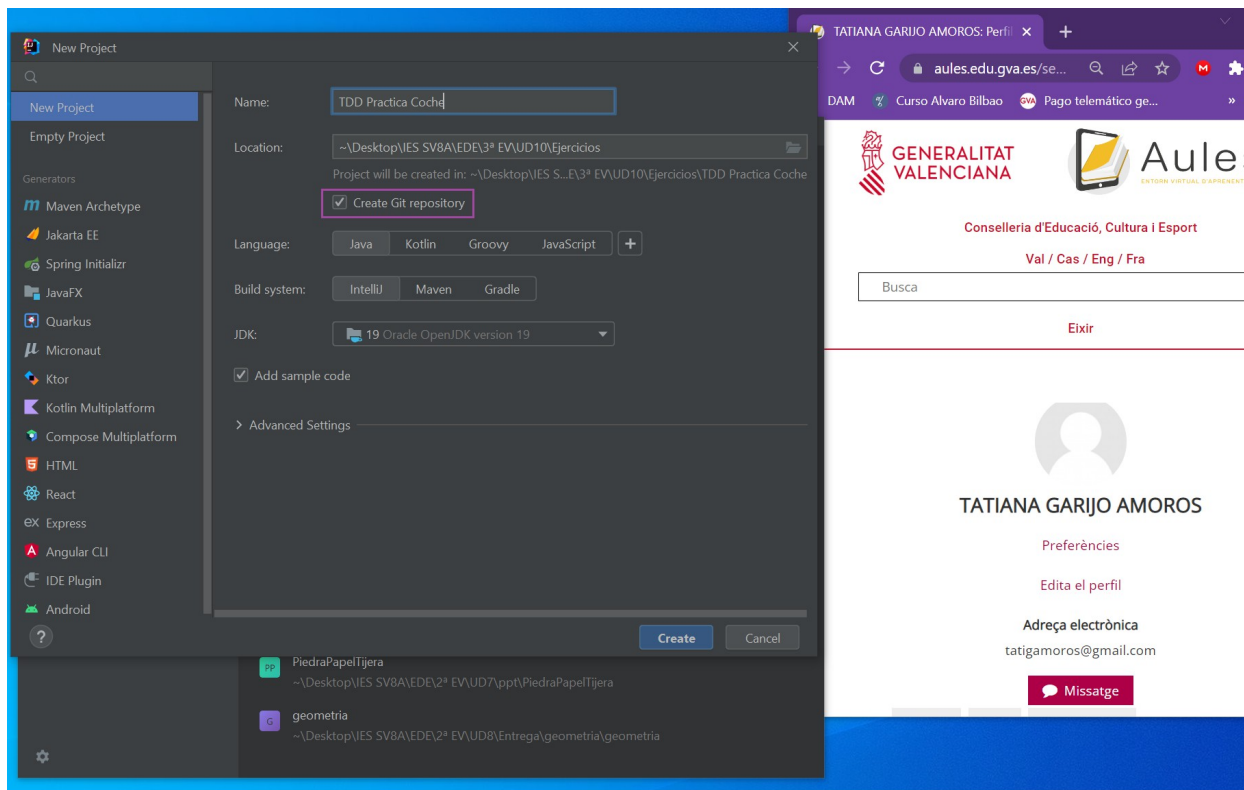 New Project
New Project
Empty Project
Generators
Maven Archetype
Jakarta EE
Spring Initializr
JavaFX
Quarkus
Micronaut
Ktor
Kotlin Multiplatform
Compose Multiplatform
HTML
React
Express
Angular CLI
IDE Plugin
Android
Name: TDD Practica Coche
Location: ~\Desktop\IES SV8A\EDE\3ª EV\UD10\Ejercicios
Project will be created in: ~\Desktop\IES S...E\3ª EV\UD10\Ejercicios\TDD Practica Coche
Create Git repository
Language: Java Kotlin Groovy JavaScript +
Build system: IntelliJ Maven Gradle
JDK: 19 Oracle OpenJDK version 19
Add sample code
Advanced Settings
? Create Cancel
PP PiedraPapelTijera
~\Desktop\IES SV8A\EDE\2ª EV\UD7\ppt\PiedraPapelTijera
G geometria
~\Desktop\IES SV8A\EDE\2ª EV\UD8\Entrega\geometria\geometria
TATIANA GARIJO AMOROS: Perfil
aules.edu.gva.es/se...
DAM Curso Alvaro Bilbao GVA Pago telemático ge... »
GENERALITAT
VALENCIANA
Aules
ENTORN VIRTUAL D'APRENENT
Conselleria d'Educació, Cultura i Esport
Val / Cas / Eng / Fra
Busca
Eixir
TATIANA GARIJO AMOROS
Preferències
Edita el perfil
Adreça electrònica
tatigamoros@gmail.com
Missatge